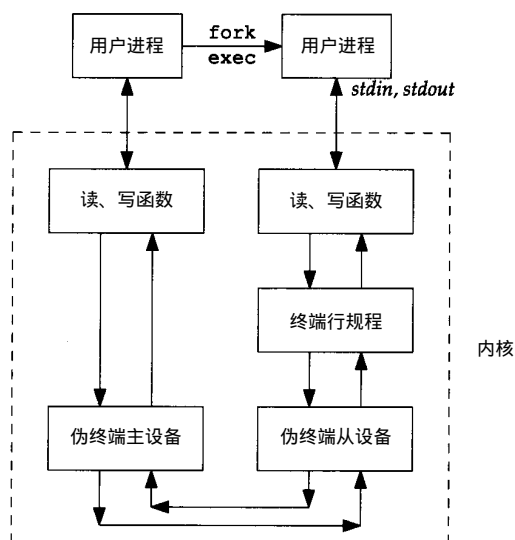 用户进程
fork
exec
用户进程
stdin, stdout
读、写函数
读、写函数
终端行规程
内核
伪终端主设备
伪终端从设备